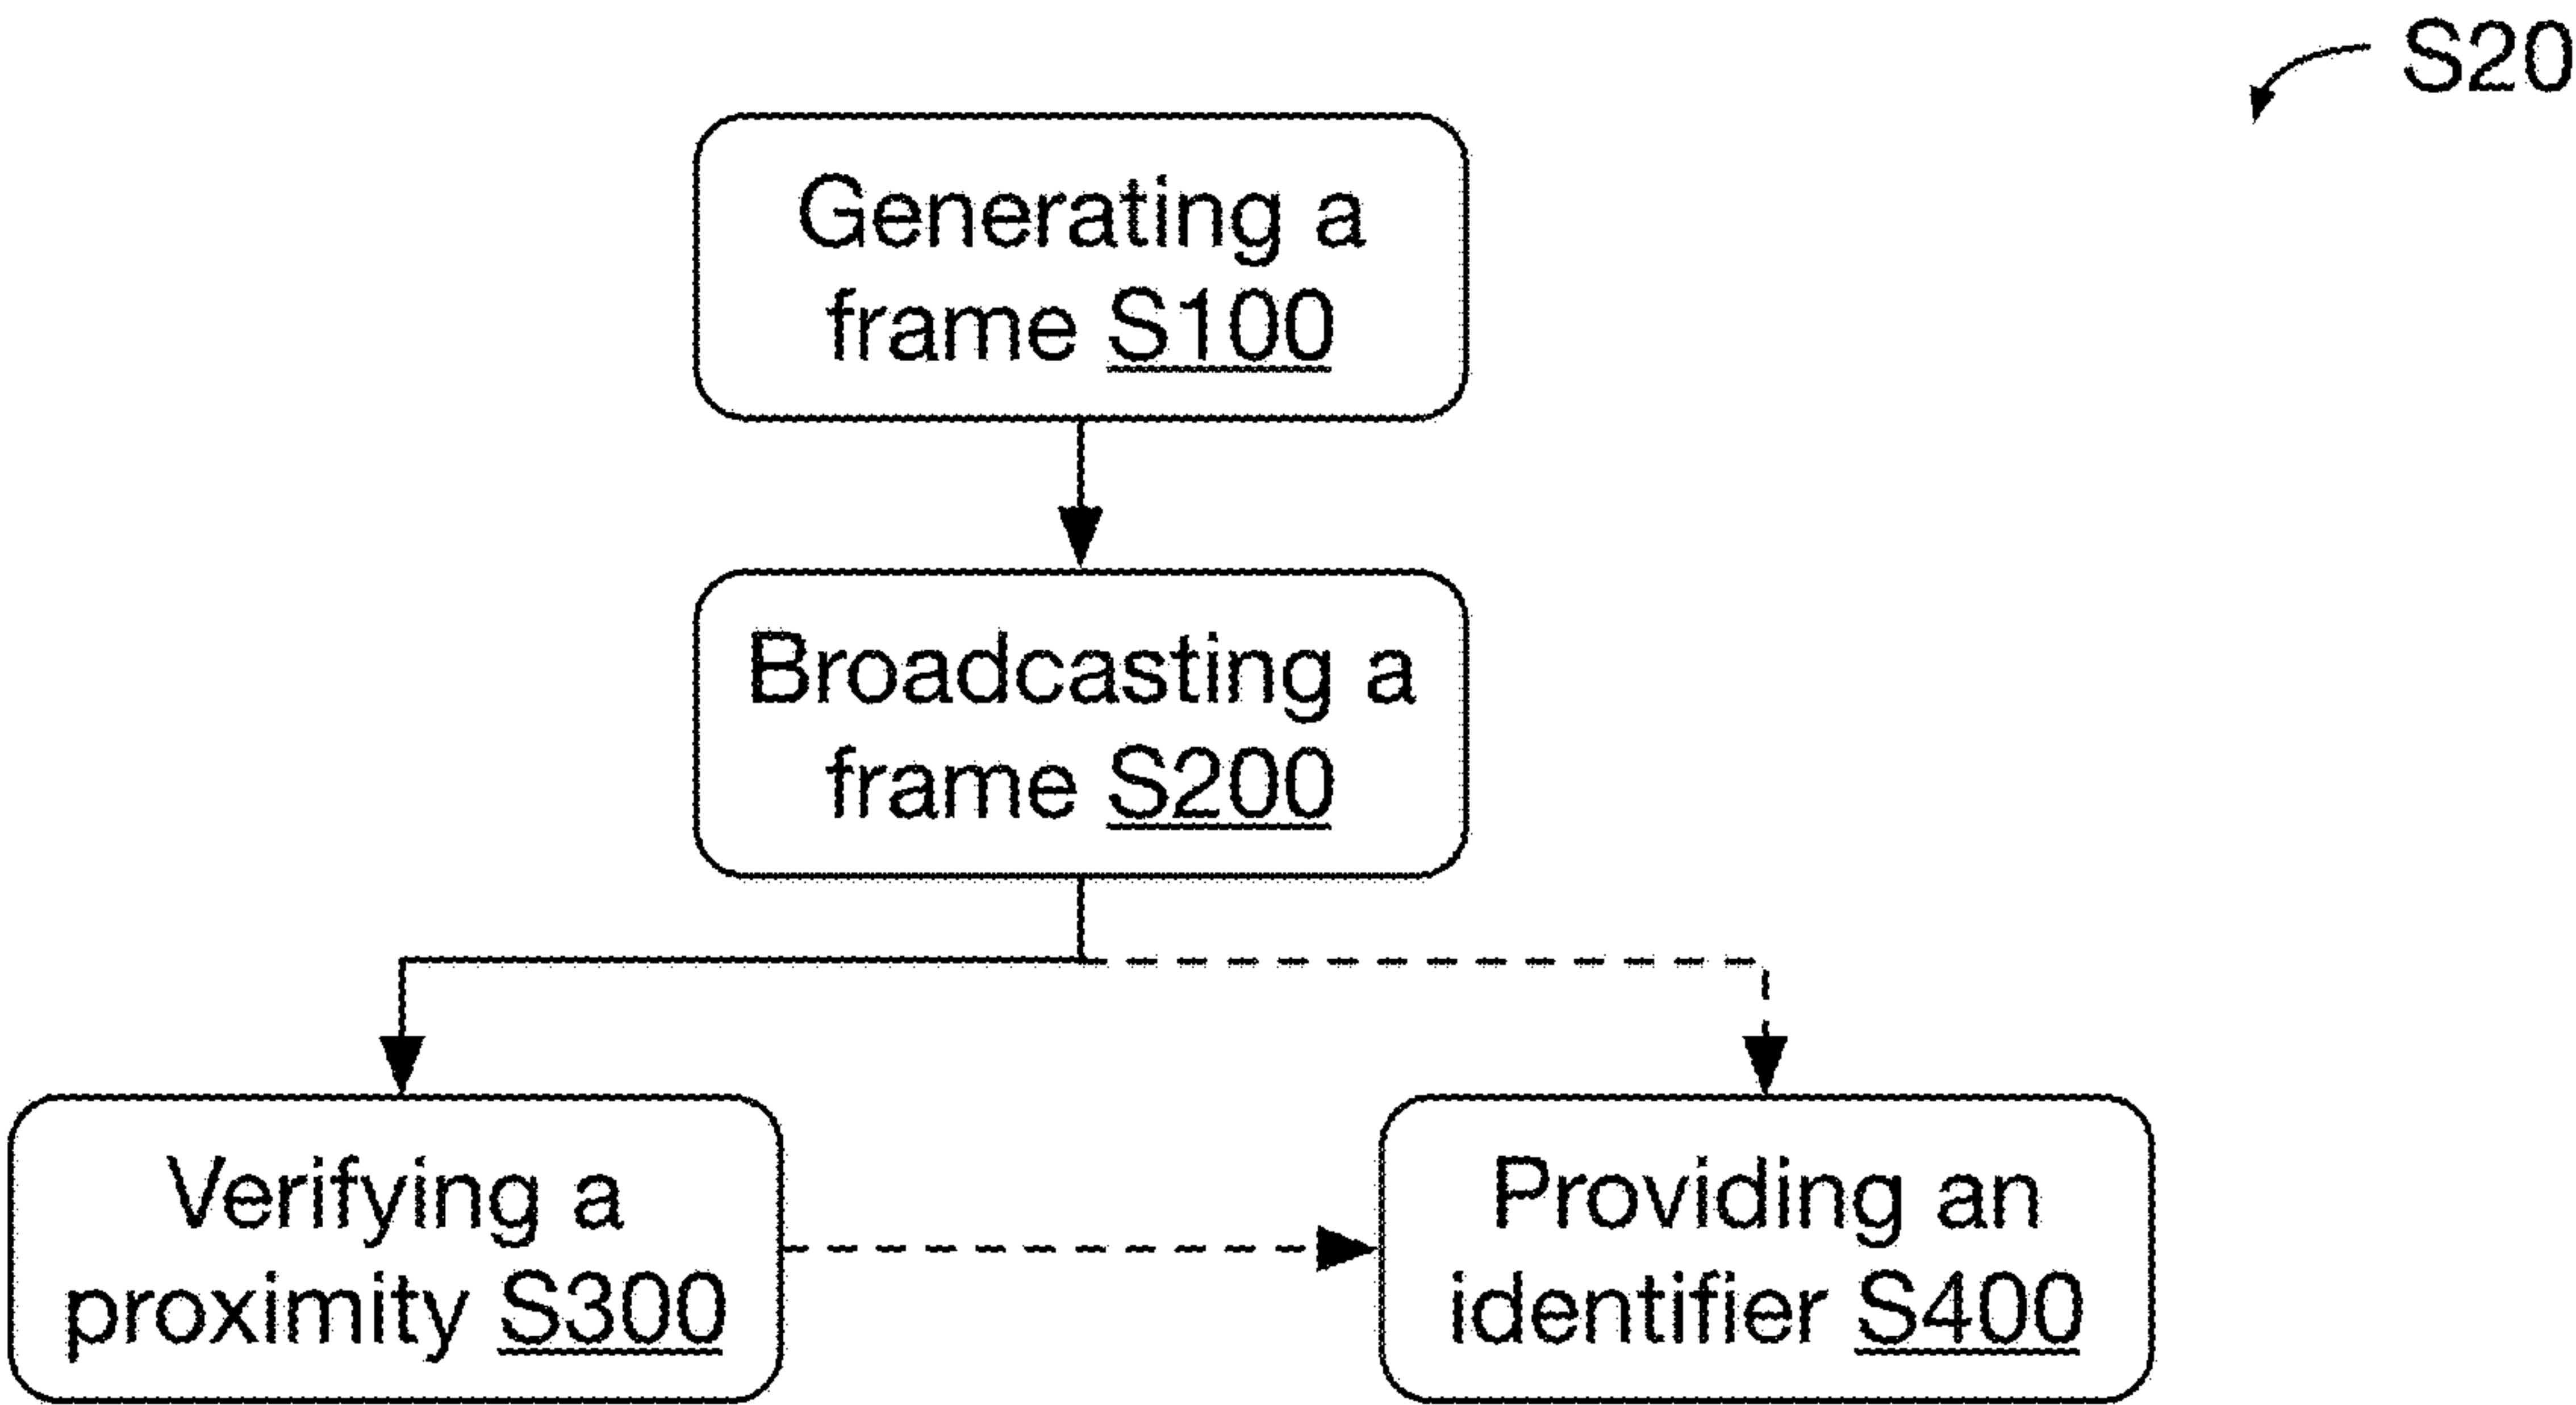 S20
Generating a
frame S100
Broadcasting a
frame S200
Verifying a
proximity S300
Providing an
identifier S400